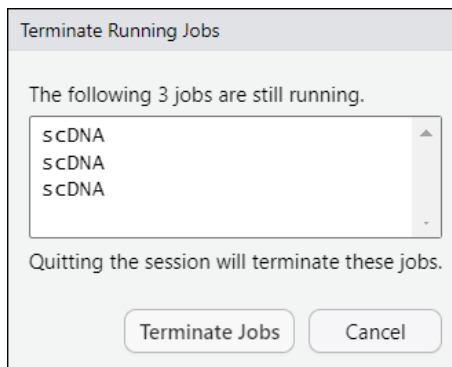 Terminate Running Jobs
The following 3 jobs are still running.
scDNA
scDNA
scDNA
Quitting the session will terminate these jobs.
Terminate Jobs
Cancel